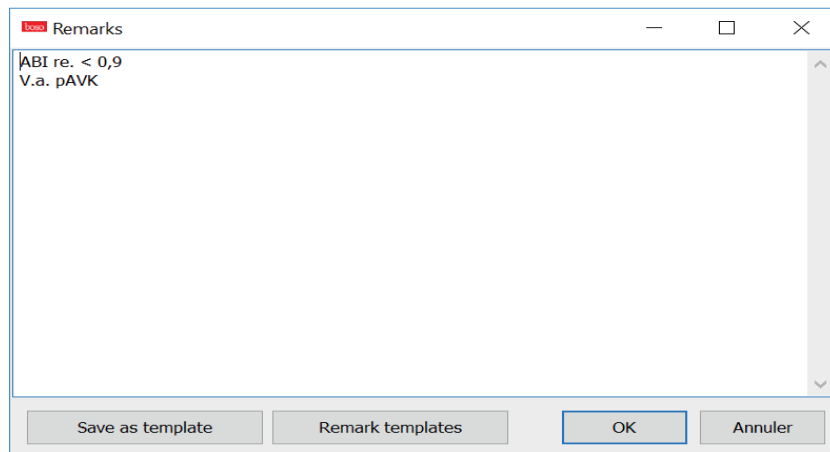 boso Remarks
ABI re. < 0,9
V.a. pAVK
Save as template Remark templates OK Annuler